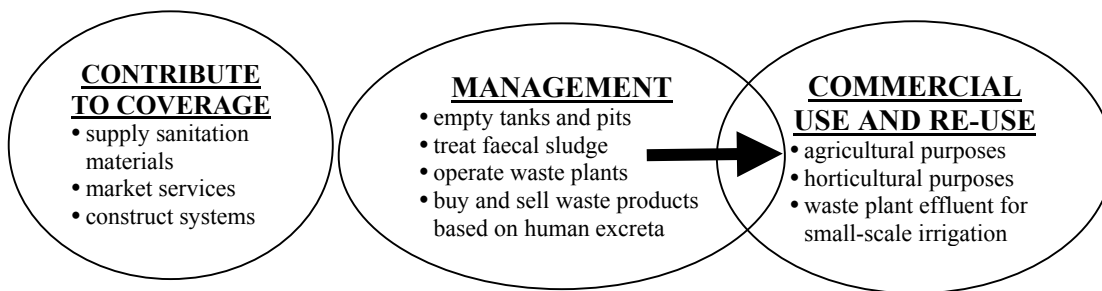 CONTRIBUTE
TO COVERAGE
• supply sanitation
materials
• market services
• construct systems
MANAGEMENT
• empty tanks and pits
• treat faecal sludge
• operate waste plants
• buy and sell waste products
based on human excreta
COMMERCIAL
USE AND RE-USE
• agricultural purposes
• horticultural purposes
• waste plant effluent for
small-scale irrigation